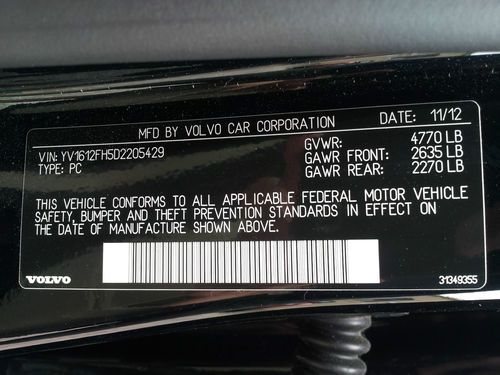 MFD BY VOLVO CAR CORPORATION DATE: 11/12
VIN: YV1612FH5D2205429 GVWR: 4770 LB
TYPE: PC GAWR FRONT: 2635 LB
GAWR REAR: 2270 LB
THIS VEHICLE CONFORMS TO ALL APPLICABLE FEDERAL MOTOR VEHICLE
SAFETY, BUMPER AND THEFT PREVENTION STANDARDS IN EFFECT ON
THE DATE OF MANUFACTURE SHOWN ABOVE.
VOLVO 31349355